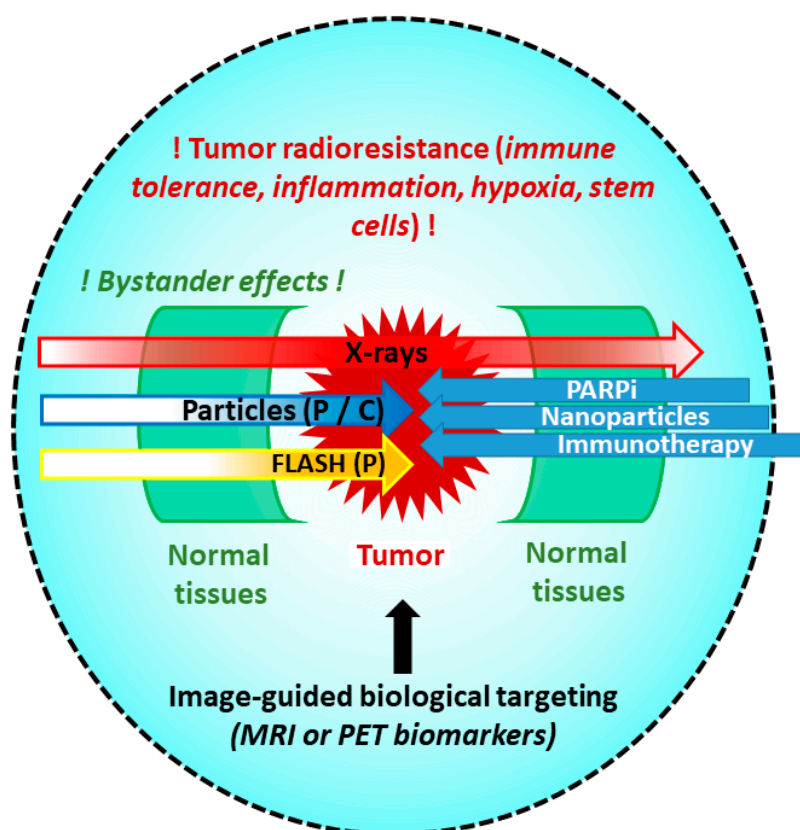 ! Tumor radioresistance (immune
tolerance, inflammation, hypoxia, stem
cells) !
! Bystander effects !
X-rays
Particles (P / C)
PARPi
Nanoparticles
Immunotherapy
FLASH (P)
Normal
tissues
Tumor
Normal
tissues
Image-guided biological targeting
(MRI or PET biomarkers)